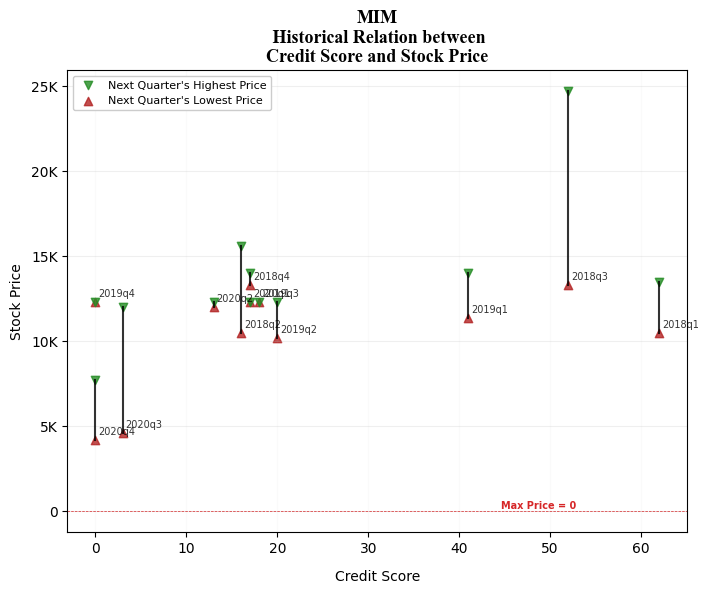 MIM
Historical Relation between
Credit Score and Stock Price
Next Quarter's Highest Price
Next Quarter's Lowest Price
25K
20K
15K
10K
5K
0
Stock Price
2019q4
2020q4
2020q3
2020q2
2018q2
2018q4
2019q3
2019q2
2019q1
2018q3
2018q1
Max Price = 0
0
10
20
30
40
50
60
Credit Score